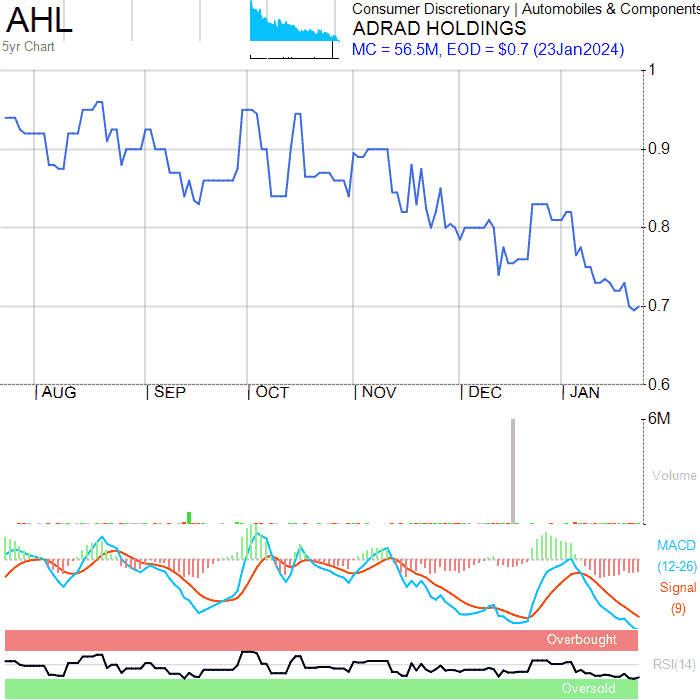 AHL
5yr Chart
Consumer Discretionary | Automobiles & Components
ADRAD HOLDINGS
MC = 56.5M, EOD = $0.7 (23Jan2024)
1
0.9
0.8
0.7
0.6
AUG SEP OCT NOV DEC JAN
6M
Volume
MACD
(12-26)
Signal
(9)
Overbought
RSI(14)
Oversold